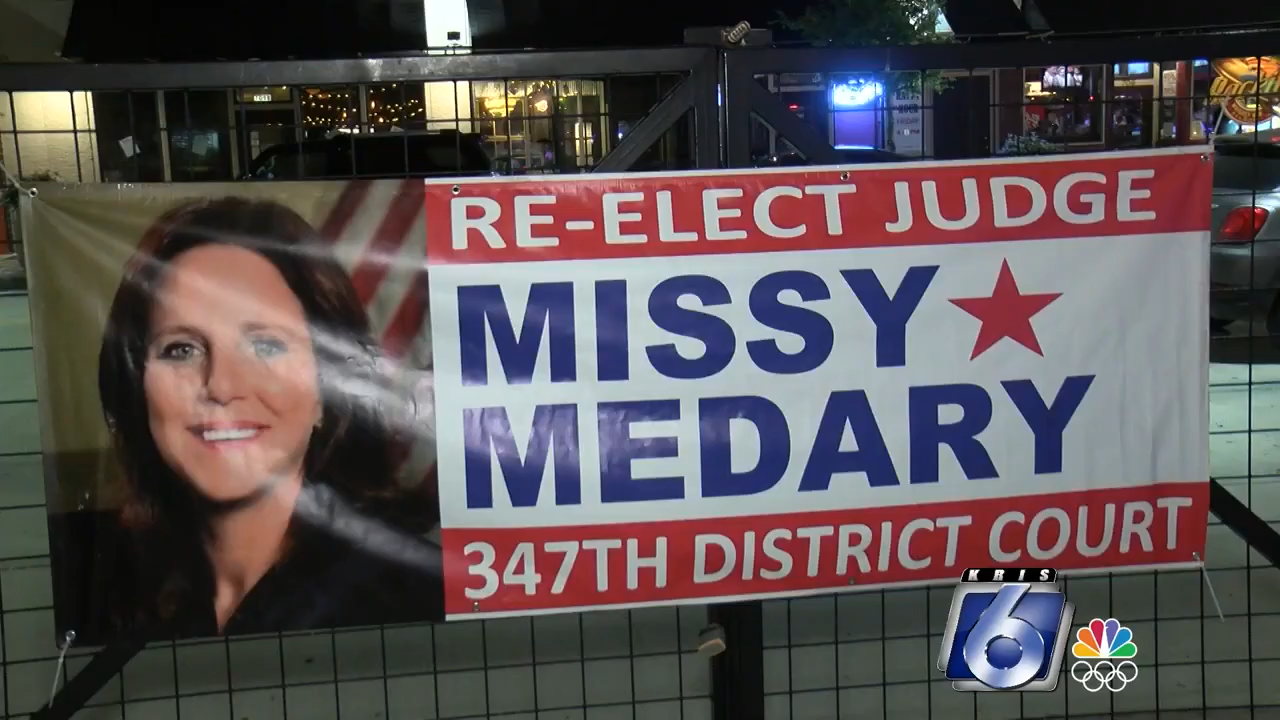 RE-ELECT JUDGE
MISSY
MEDARY
347TH DISTRICT COURT
KRIS
6